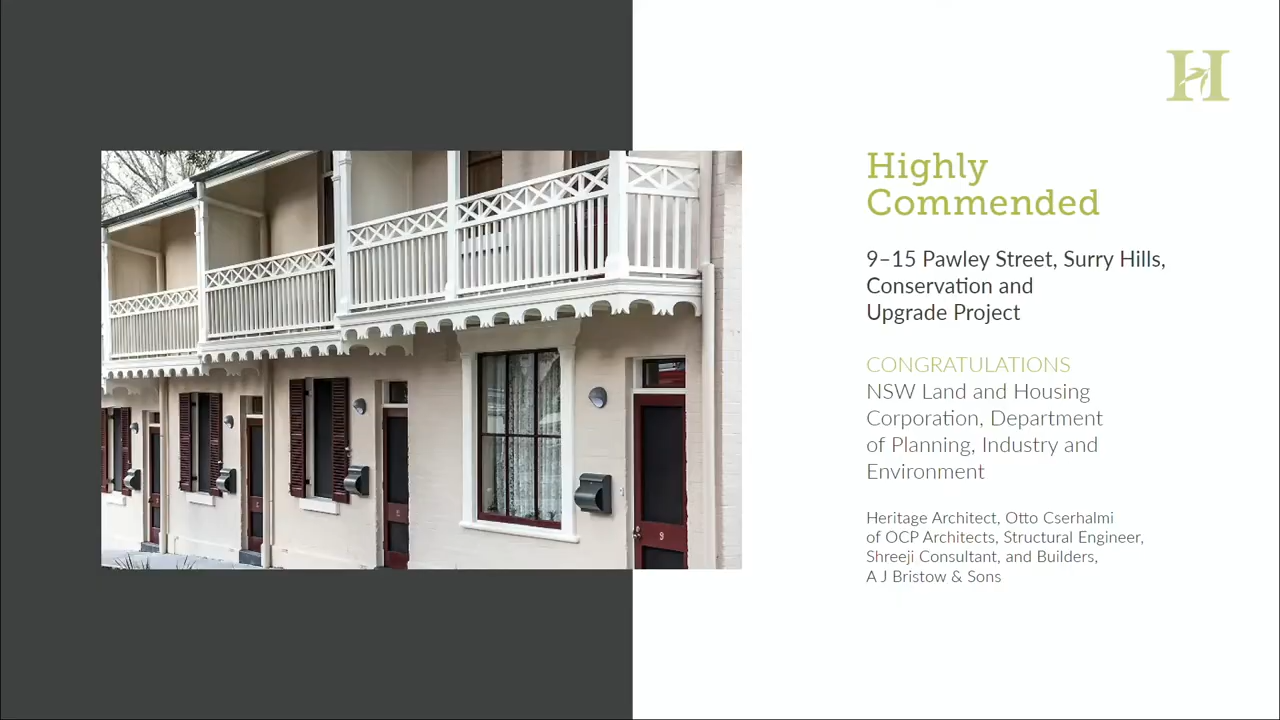 H
Highly
Commended
9–15 Pawley Street, Surry Hills,
Conservation and
Upgrade Project
CONGRATULATIONS
NSW Land and Housing
Corporation, Department
of Planning, Industry and
Environment
Heritage Architect, Otto Cserhalmi
of OCP Architects, Structural Engineer,
Shreeji Consultant, and Builders,
A J Bristow & Sons
9